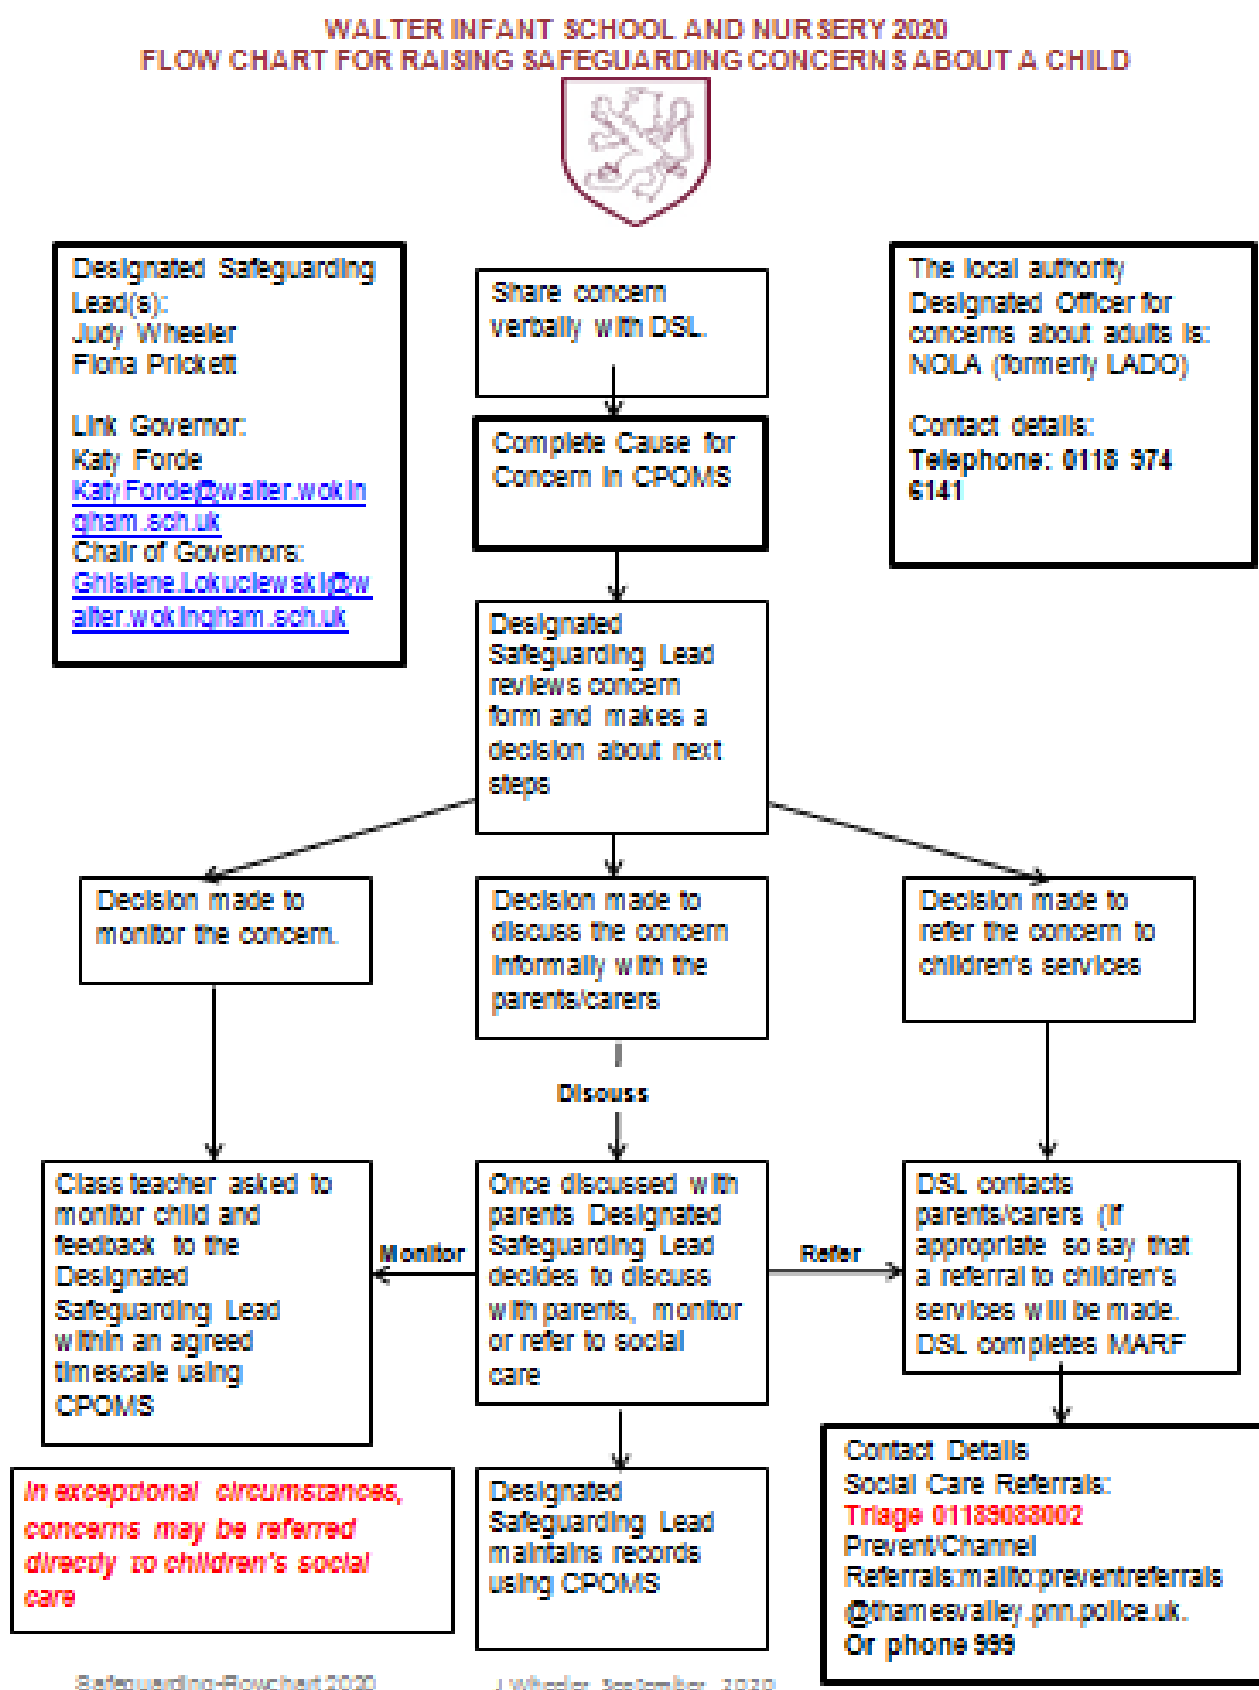 WALTER INFANT SCHOOL AND NURSERY 2020
FLOW CHART FOR RAISING SAFEGUARDING CONCERNS ABOUT A CHILD
Designated Safeguarding
Lead(s):
Judy Wheeler
Fiona Prickett
Link Governor:
Katy Forde
KatyForde@walter.wokin
gham.sch.uk
Chair of Governors:
Ghislene.Lokuciewskii@w
alter.wokingham.sch.uk
Share concern
verbally with DSL.
The local authority
Designated Officer for
concerns about adults is:
NOLA (formerly LADO)
Contact details:
Telephone: 0118 974
6141
Complete Cause for
Concern in CPOMS
Designated
Safeguarding Lead
reviews concern
form and makes a
decision about next
steps
Decision made to
monitor the concern.
Decision made to
discuss the concern
informally with the
parents/carers
Decision made to
refer the concern to
children's services
Discuss
Class teacher asked to
monitor child and
feedback to the
Designated
Safeguarding Lead
within an agreed
timescale using
CPOMS
Monitor
Once discussed with
parents Designated
Safeguarding Lead
decides to discuss
with parents, monitor
or refer to social
care
Refer
DSL contacts
parents/carers (if
appropriate so say that
a referral to children's
services will be made.
DSL completes MARF
In exceptional circumstances,
concerns may be referred
directly to children's social
care
Designated
Safeguarding Lead
maintains records
using CPOMS
Contact Details
Social Care Referrals:
Triage 01189088002
Prevent/Channel
Referrals:mailto:preventreferrals
@thamesvalley.pnn.police.uk.
Or phone 999
Safeguarding-Flowchart 2020
J Wheeler September 2020